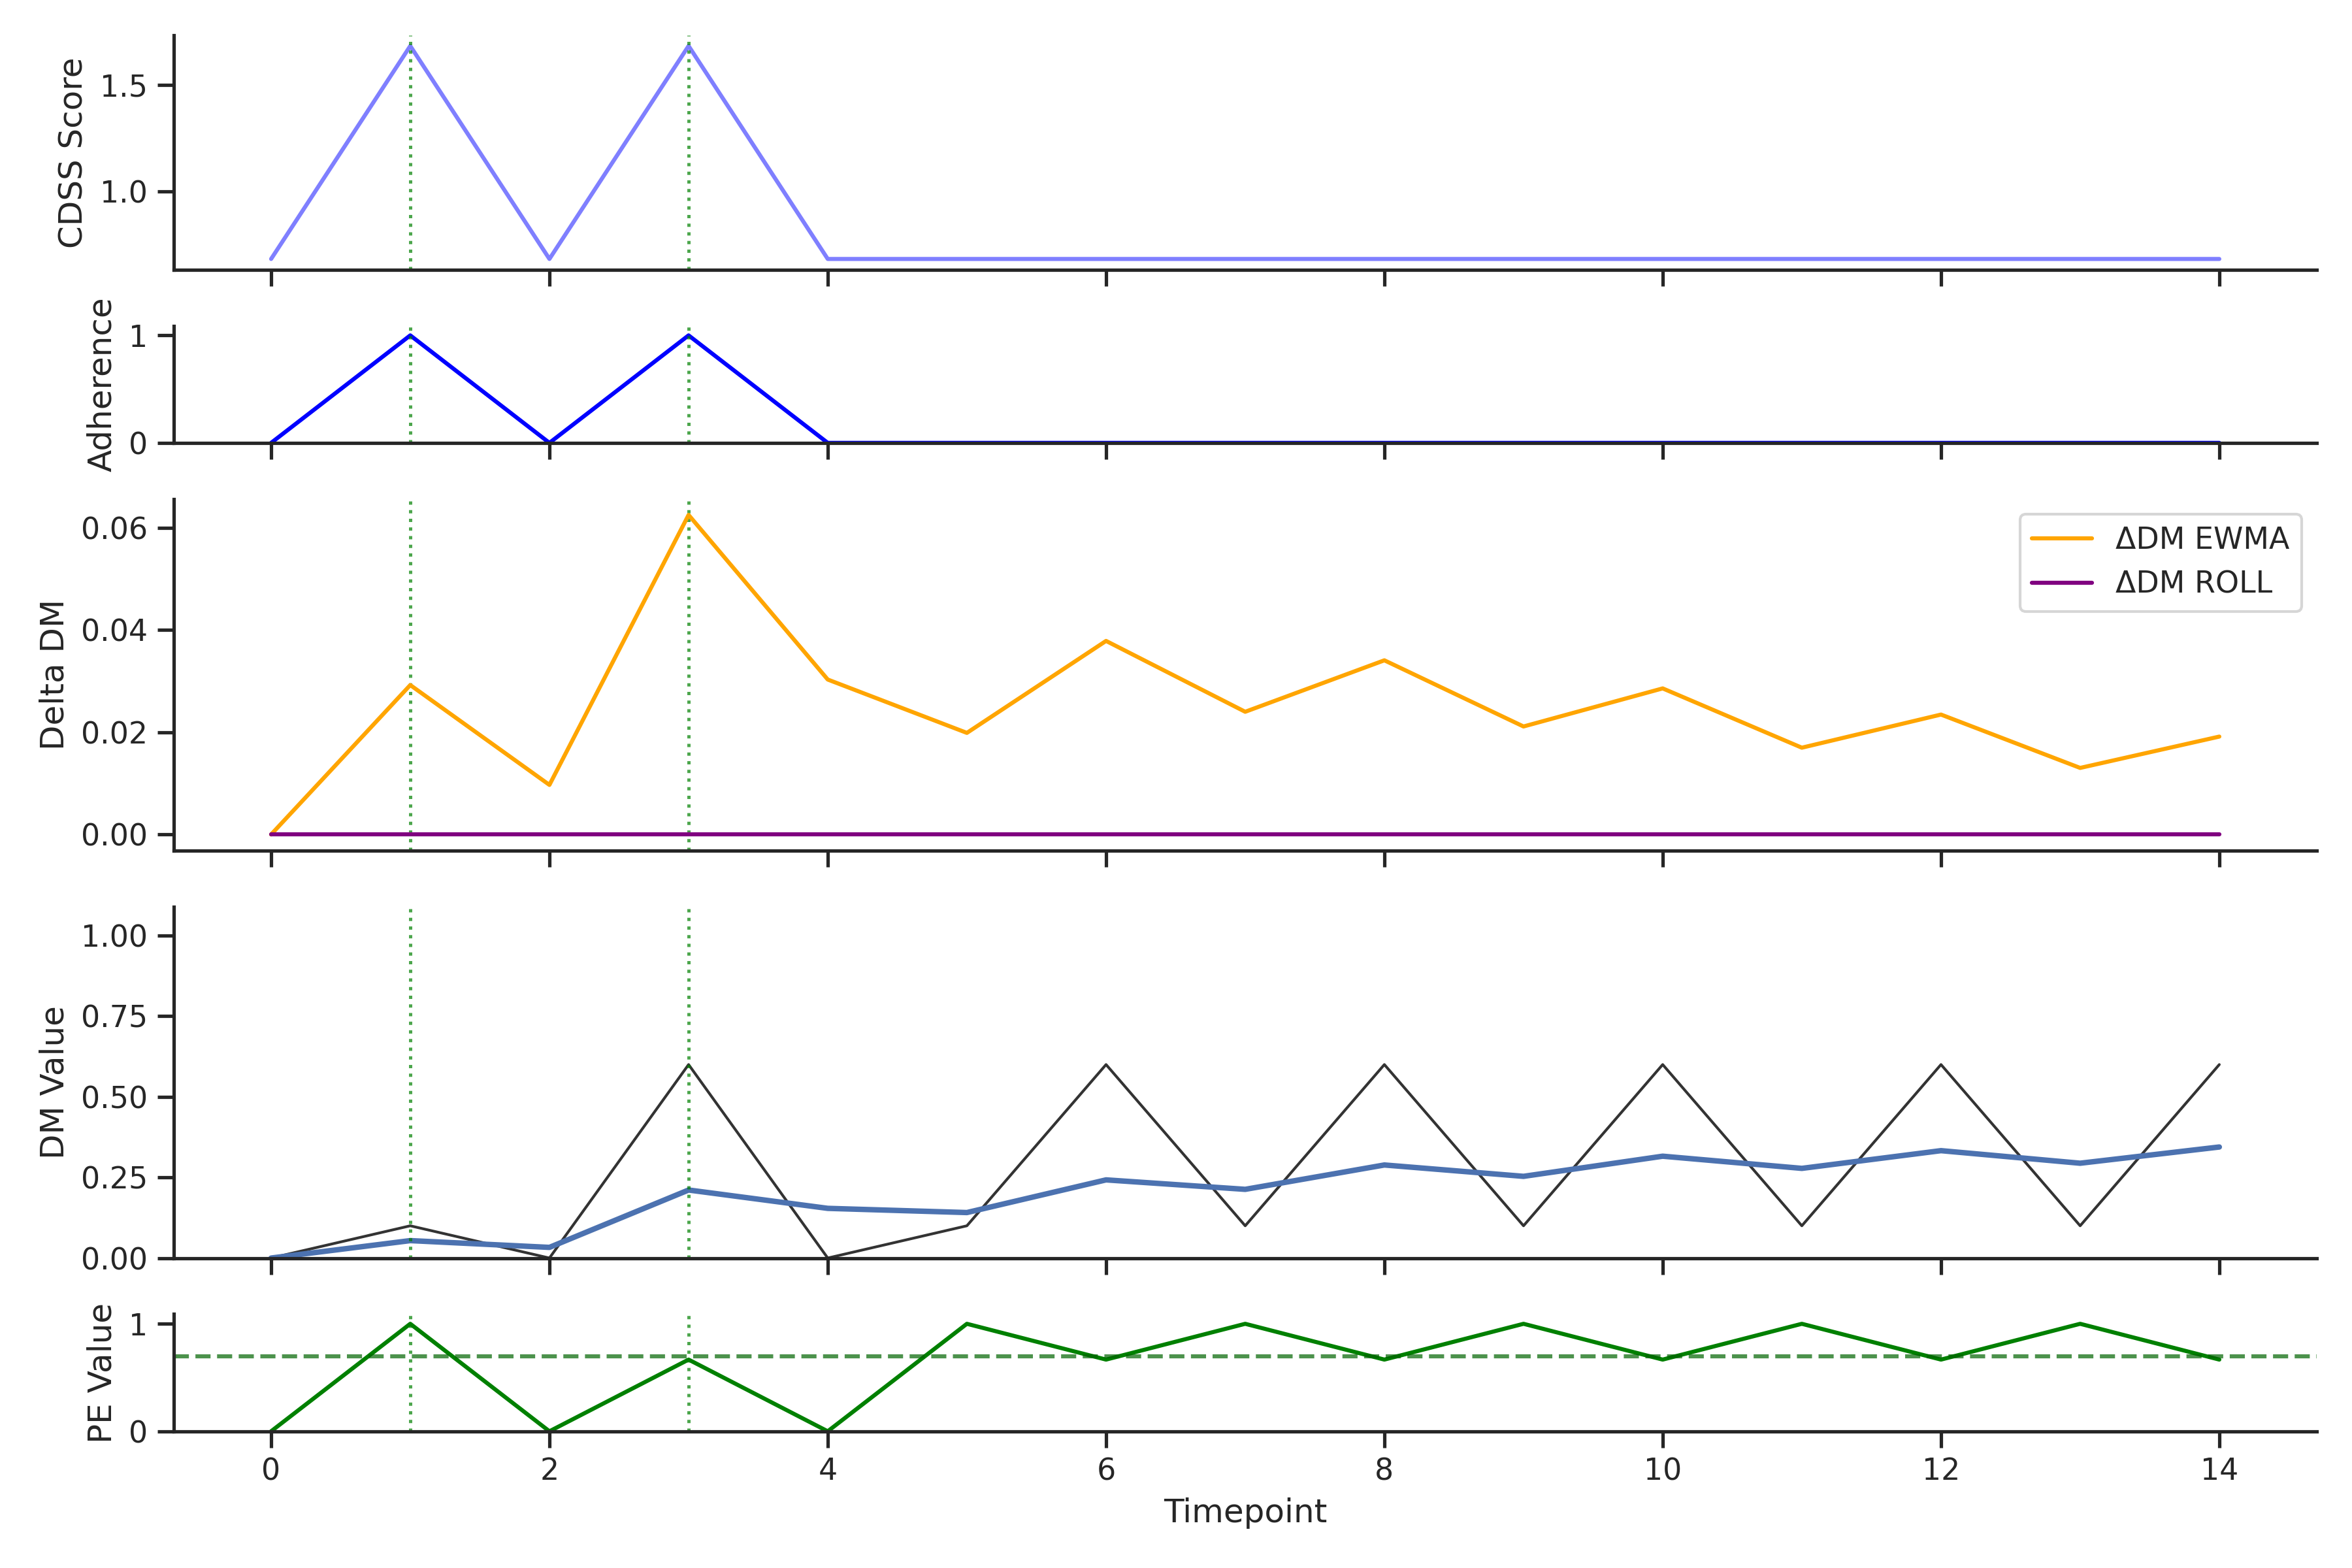 CDSS Score
1.5
1.0
Adherence
1
0
Delta DM
0.06
0.04
0.02
0.00
ΔDM EWMA
ΔDM ROLL
DM Value
1.00
0.75
0.50
0.25
0.00
PE Value
1
0
0 2 4 6 8 10 12 14
Timepoint